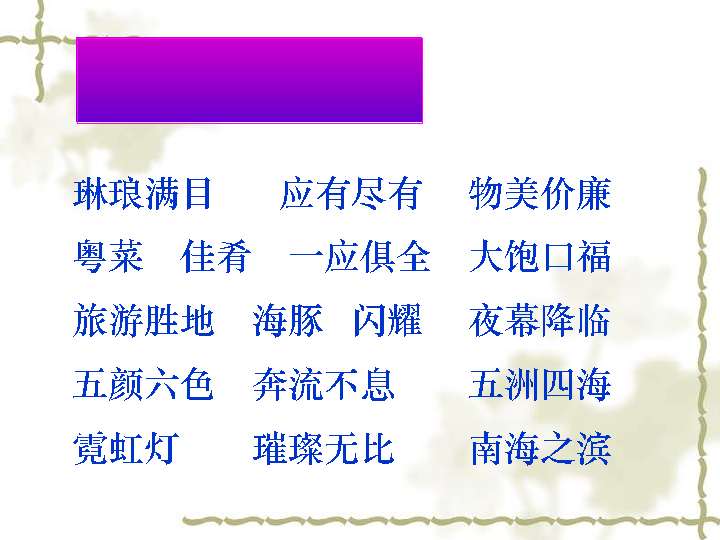 琳琅满目 应有尽有 物美价廉
粤菜 佳肴 一应俱全 大饱口福
旅游胜地 海豚 闪耀 夜幕降临
五颜六色 奔流不息 五洲四海
霓虹灯 璀璨无比 南海之滨